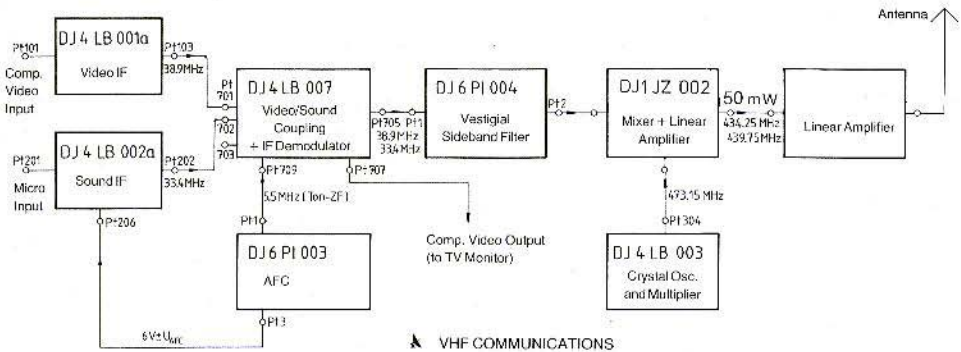 Antenna
DJ 4 LB 001a
Video IF
Pt101
Comp.
Video
Input
Pt103
38.9MHz
DJ 4 LB 002a
Sound IF
Pt201
Micro
Input
Pt202
33.4MHz
Pt206
Pt
701
702
703
DJ 4 LB 007
Video/Sound
Coupling
+ IF Demodulator
Pt705
Pt1
38.9MHz
33,4MHz
DJ 6 PI 004
Vestigial
Sideband Filter
Pt2
DJ1 JZ 002
Mixer + Linear
Amplifier
50 mW
434.25 MHz
439.75 MHz
Linear Amplifier
Pt709
Pt907
5,5MHz (Ton-ZF)
Pt1
DJ 6 PI 003
AFC
Pt3
6V±UAFC
Comp. Video Output
(to TV Monitor)
473.15 MHz
Pt304
DJ 4 LB 003
Crystal Osc.
and Multiplier
VHF COMMUNICATIONS